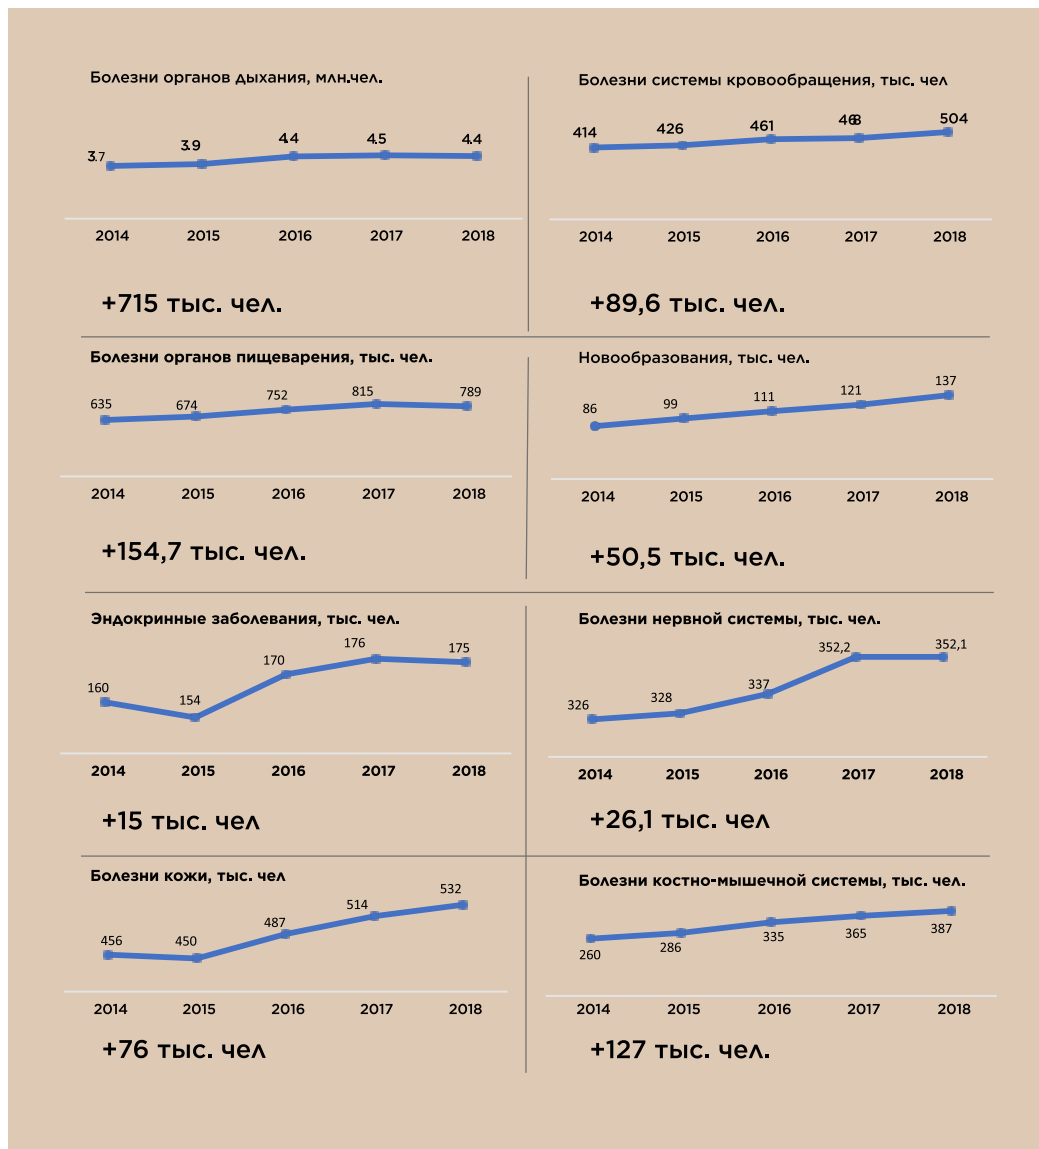 Болезни органов дыхания, млн.чел.
3.7 3.9 4.4 4.5 4.4
2014 2015 2016 2017 2018
+715 тыс. чел.
Болезни системы кровообращения, тыс. чел
414 426 461 468 504
2014 2015 2016 2017 2018
+89,6 тыс. чел.
Болезни органов пищеварения, тыс. чел.
635 674 752 815 789
2014 2015 2016 2017 2018
+154,7 тыс. чел.
Новообразования, тыс. чел.
86 99 111 121 137
2014 2015 2016 2017 2018
+50,5 тыс. чел.
Эндокринные заболевания, тыс. чел.
160 154 170 176 175
2014 2015 2016 2017 2018
+15 тыс. чел
Болезни нервной системы, тыс. чел.
326 328 337 352,2 352,1
2014 2015 2016 2017 2018
+26,1 тыс. чел
Болезни кожи, тыс. чел
456 450 487 514 532
2014 2015 2016 2017 2018
+76 тыс. чел
Болезни костно-мышечной системы, тыс. чел.
260 286 335 365 387
2014 2015 2016 2017 2018
+127 тыс. чел.